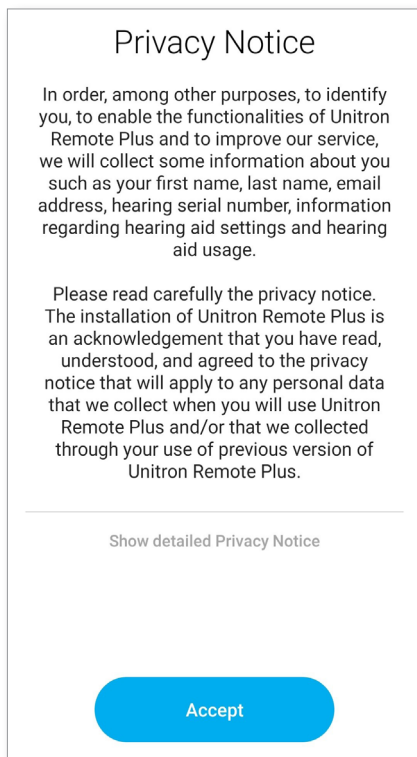 Privacy Notice
In order, among other purposes, to identify
you, to enable the functionalities of Unitron
Remote Plus and to improve our service,
we will collect some information about you
such as your first name, last name, email
address, hearing serial number, information
regarding hearing aid settings and hearing
aid usage.
Please read carefully the privacy notice.
The installation of Unitron Remote Plus is
an acknowledgement that you have read,
understood, and agreed to the privacy
notice that will apply to any personal data
that we collect when you will use Unitron
Remote Plus and/or that we collected
through your use of previous version of
Unitron Remote Plus.
Show detailed Privacy Notice
Accept